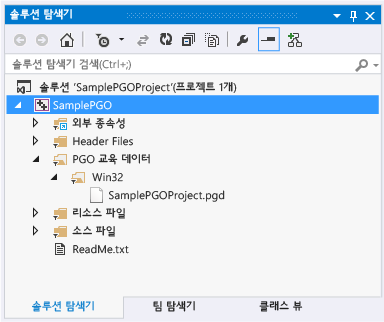 솔루션 탐색기
솔루션 탐색기 검색(Ctrl+;)
솔루션 'SamplePGOProject'(프로젝트 1개)
SamplePGO
외부 종속성
Header Files
PGO 교육 데이터
Win32
SamplePGOProject.pgd
리소스 파일
소스 파일
ReadMe.txt
솔루션 탐색기 팀 탐색기 클래스 뷰